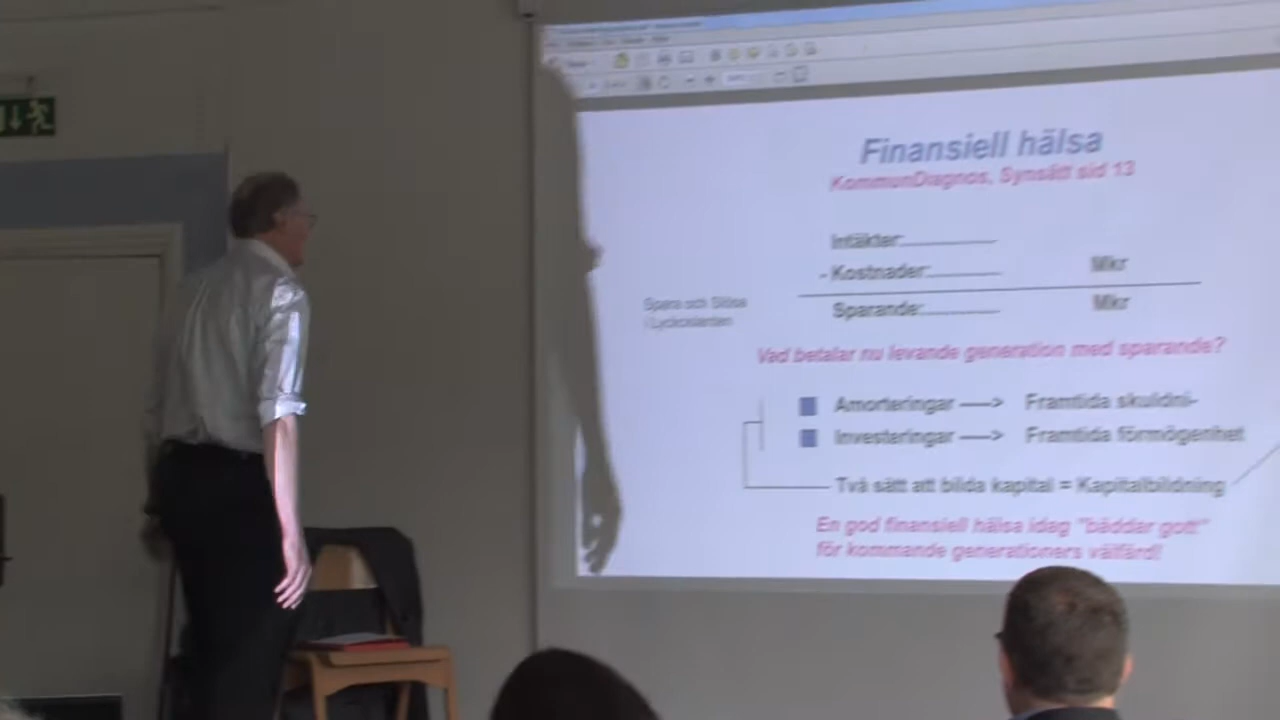 Finansiell hälsa
KommunDiagnos, Synsätt sid 13
Intäkter:
- Kostnader: Mkr
Sparande: Mkr
Spara och Slösa
i Lyckoslanten
Vad betalar nu levande generation med sparande?
Amorteringar ---> Framtida skuldni-
Investeringar ---> Framtida förmögenhet
Två sätt att bilda kapital = Kapitalbildning
En god finansiell hälsa idag "bäddar gott"
för kommande generationers välfärd!